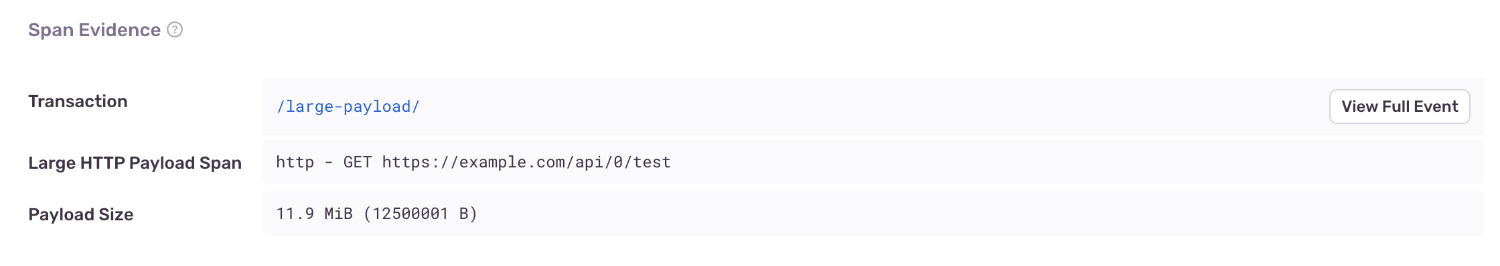 Span Evidence ?
Transaction
/large-payload/
View Full Event
Large HTTP Payload Span
http - GET https://example.com/api/0/test
Payload Size
11.9 MiB (12500001 B)